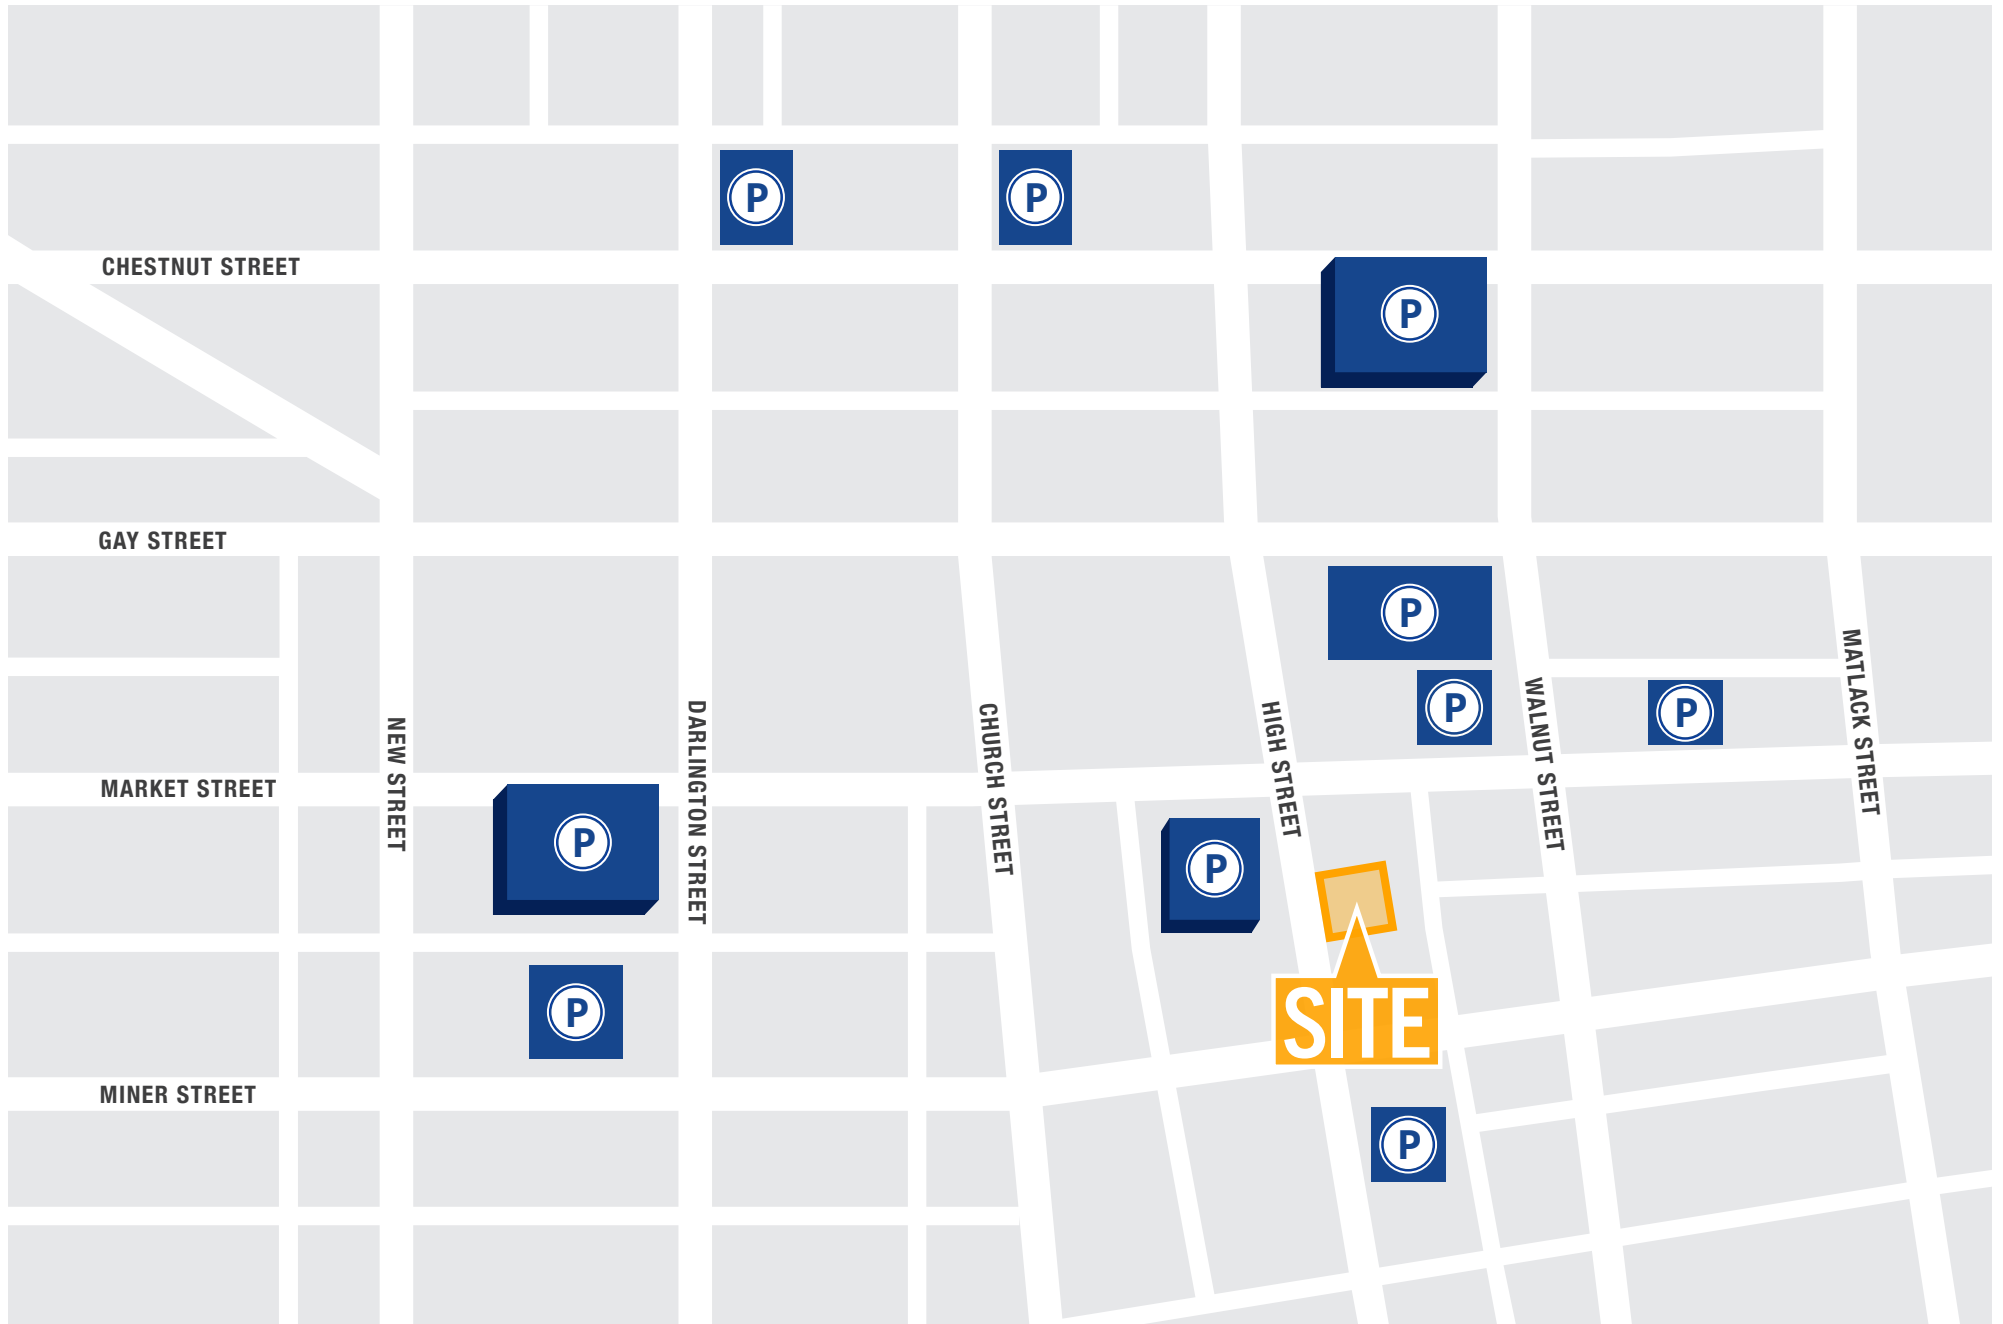 P
P
CHESTNUT STREET
P
GAY STREET
P
P
P
MATLACK STREET
WALNUT STREET
HIGH STREET
CHURCH STREET
DARLINGTON STREET
NEW STREET
MARKET STREET
P
P
P
SITE
MINER STREET
P